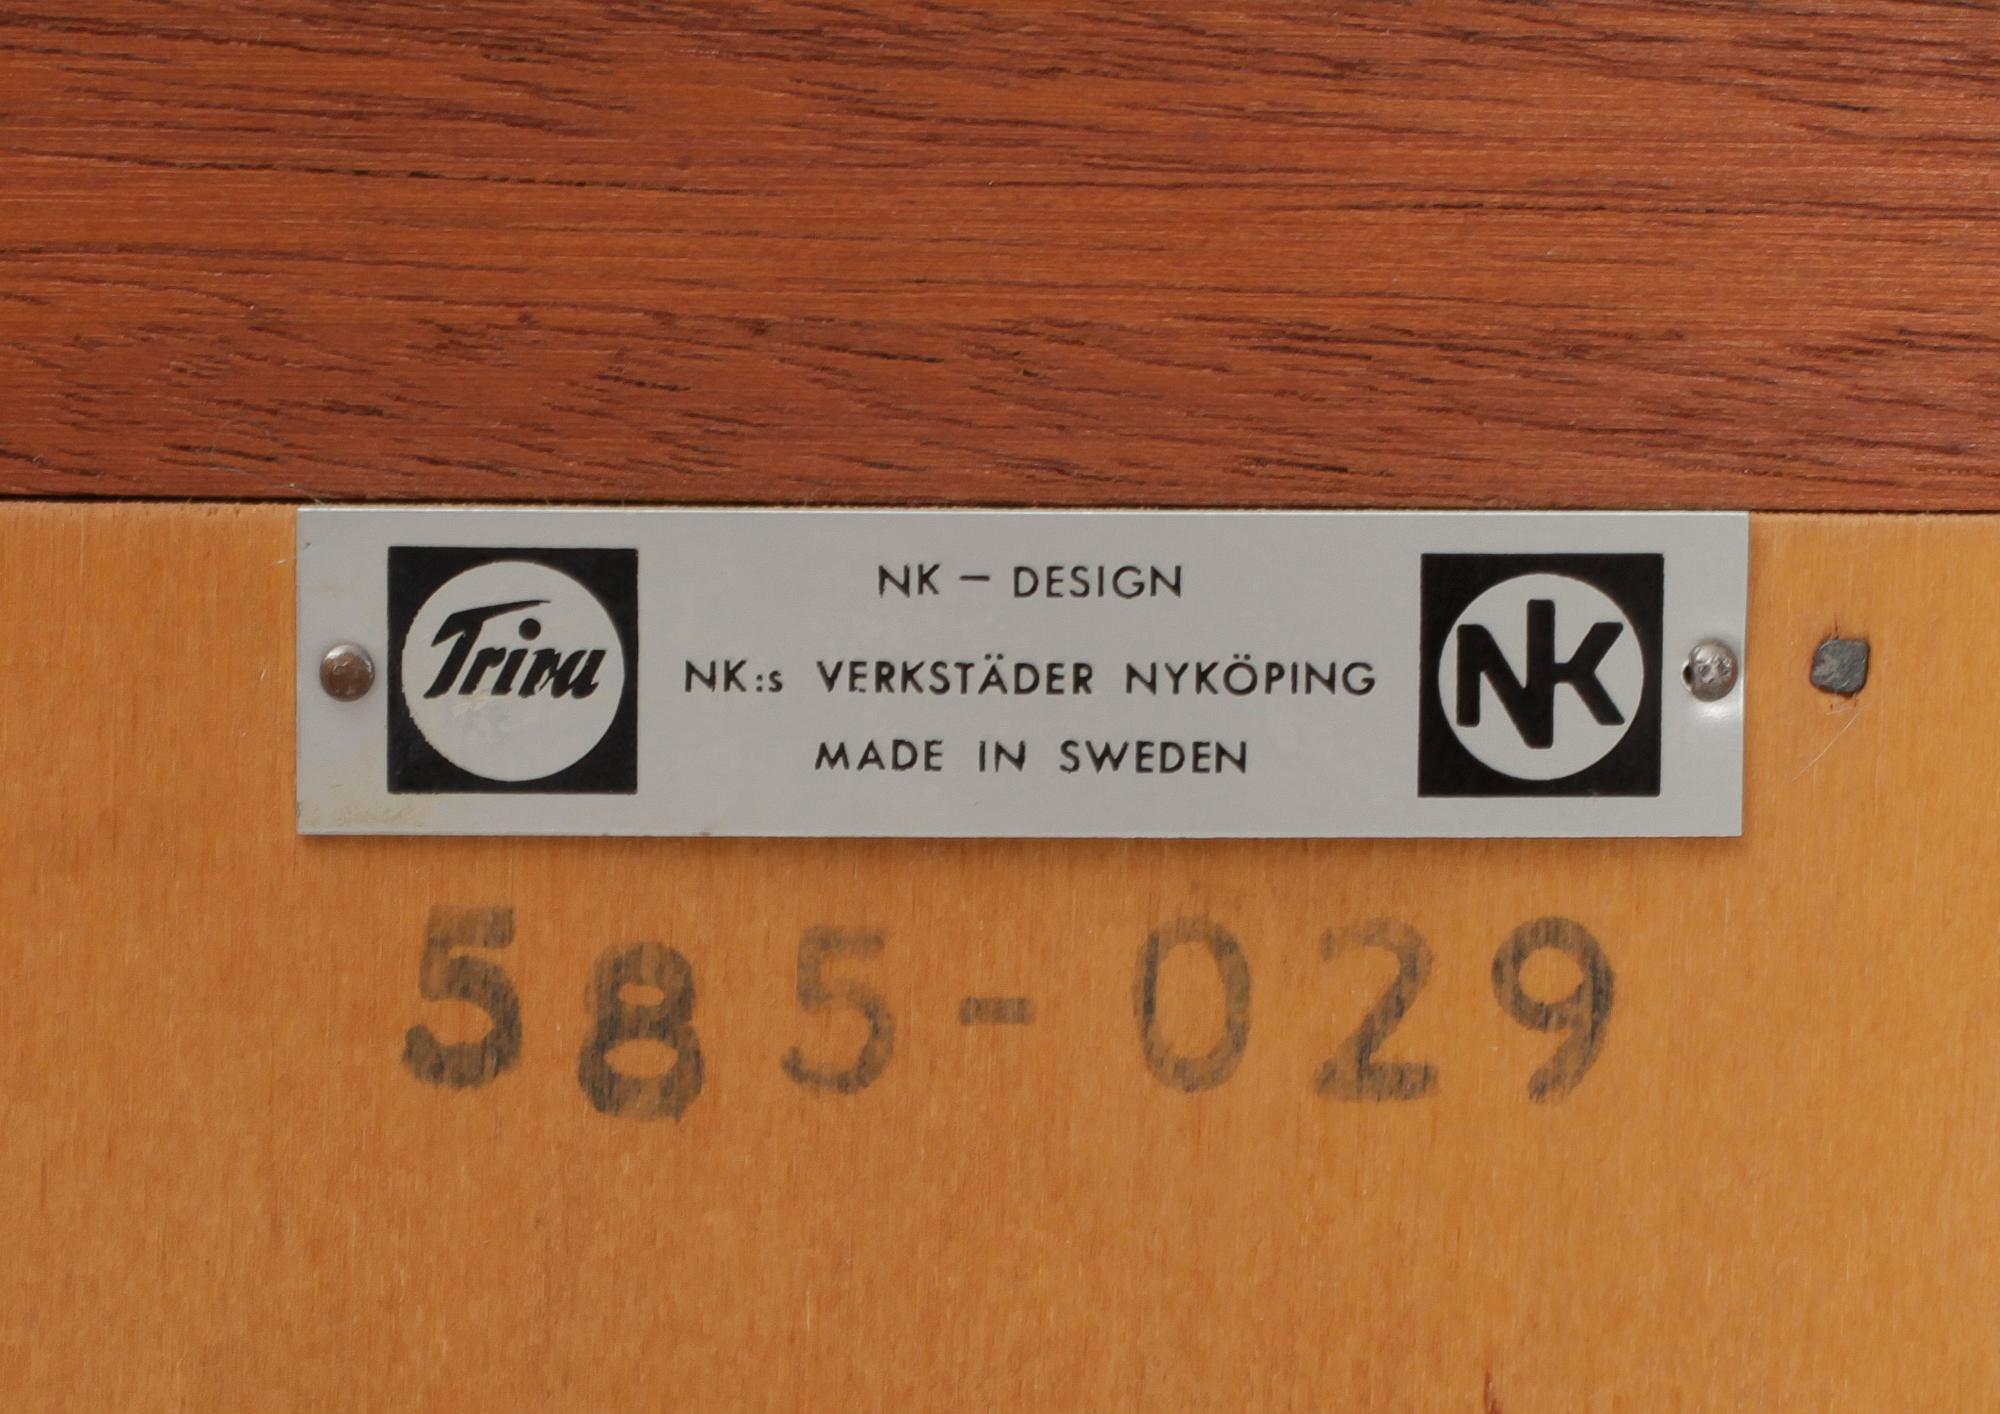 Triva
NK – DESIGN
NK:s VERKSTÄDER NYKÖPING
MADE IN SWEDEN
NK
585-029